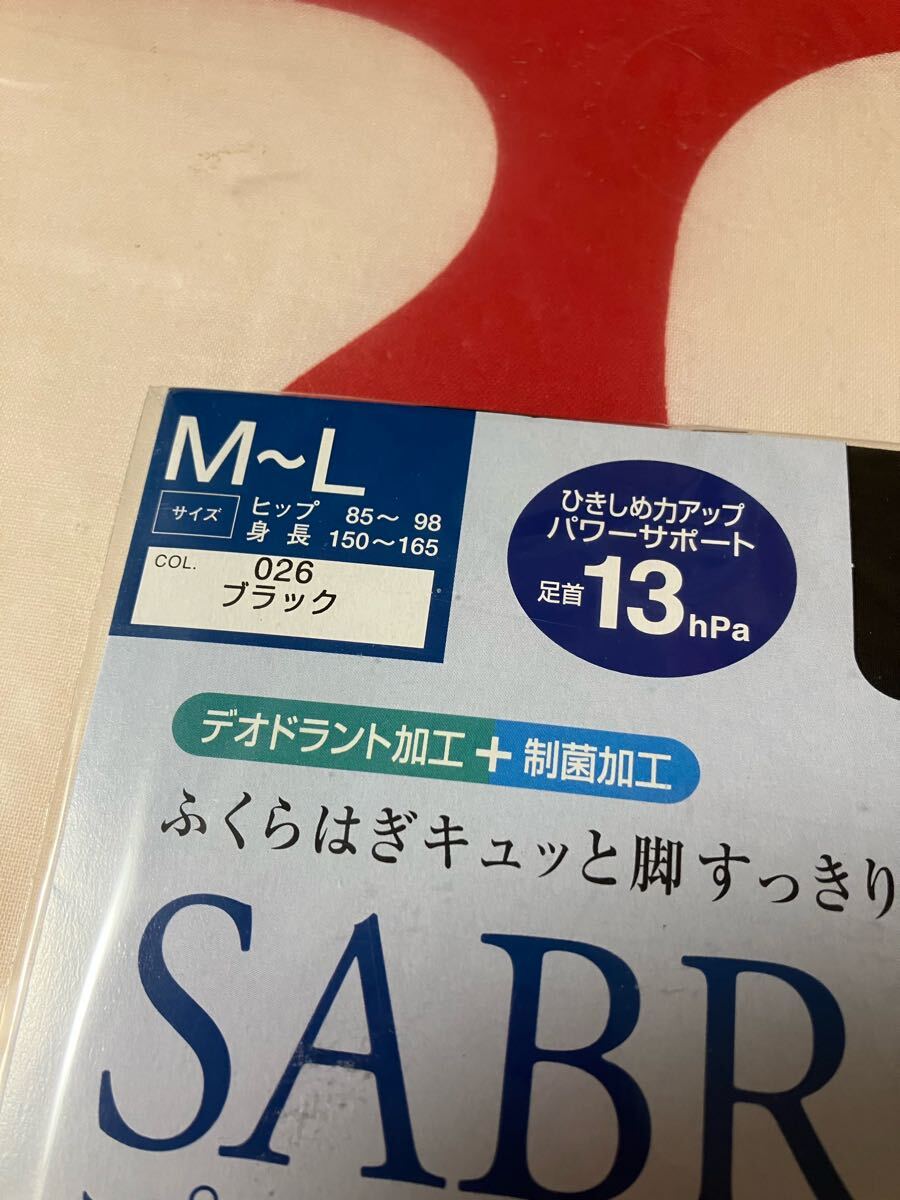 M~L
サイズ
ヒップ 85～ 98
身長 150～165
COL. 026
ブラック
ひきしめ力アップ
パワーサポート
足首 13 hPa
デオドラント加工+制菌加工
ふくらはぎキュッと脚すっきり
SABR